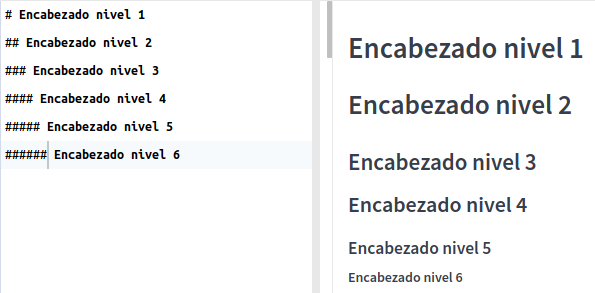 # Encabezado nivel 1
## Encabezado nivel 2
### Encabezado nivel 3
#### Encabezado nivel 4
##### Encabezado nivel 5
###### Encabezado nivel 6
Encabezado nivel 1
Encabezado nivel 2
Encabezado nivel 3
Encabezado nivel 4
Encabezado nivel 5
Encabezado nivel 6